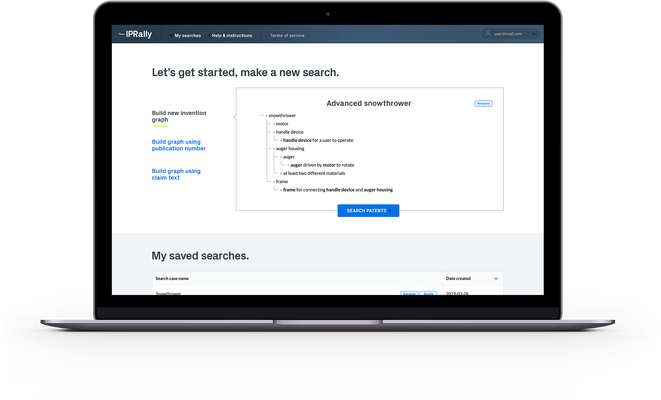 IPRally
My searches
Help & instructions
Terms of service
user@mail.com
Let's get started, make a new search.
Build new invention
graph
Build graph using
publication number
Build graph using
claim text
Advanced snowthrower
Rename
snowthrower
motor
handle device
handle device for a user to operate
auger housing
auger
auger driven by motor to rotate
at least two different materials
frame
frame for connecting handle device and auger housing
SEARCH PATENTS
My saved searches.
Search case name
Date created
Snowthrower
2019-03-28